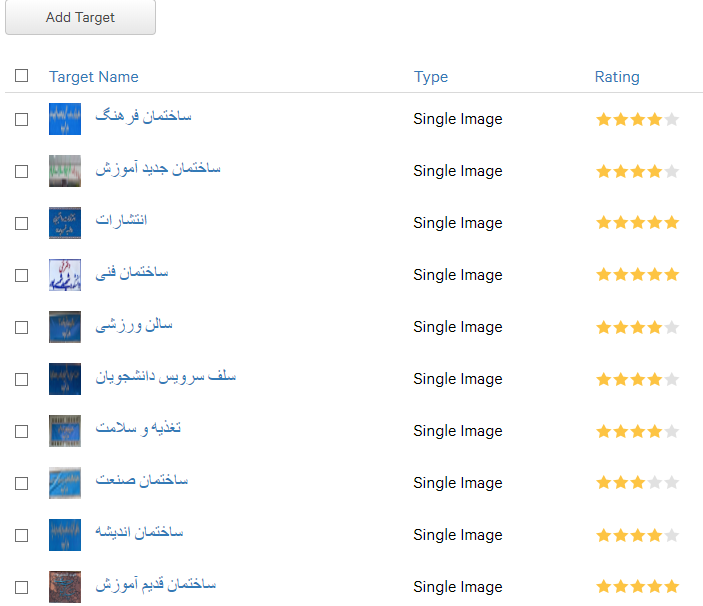 Add Target
Target Name Type Rating
ساختمان فرهنگ Single Image
ساختمان جدید آموزش Single Image
انتشارات Single Image
ساختمان فنی Single Image
سالن ورزشی Single Image
سلف سرویس دانشجویان Single Image
تغذیه و سلامت Single Image
ساختمان صنعت Single Image
ساختمان اندیشه Single Image
ساختمان قدیم آموزش Single Image